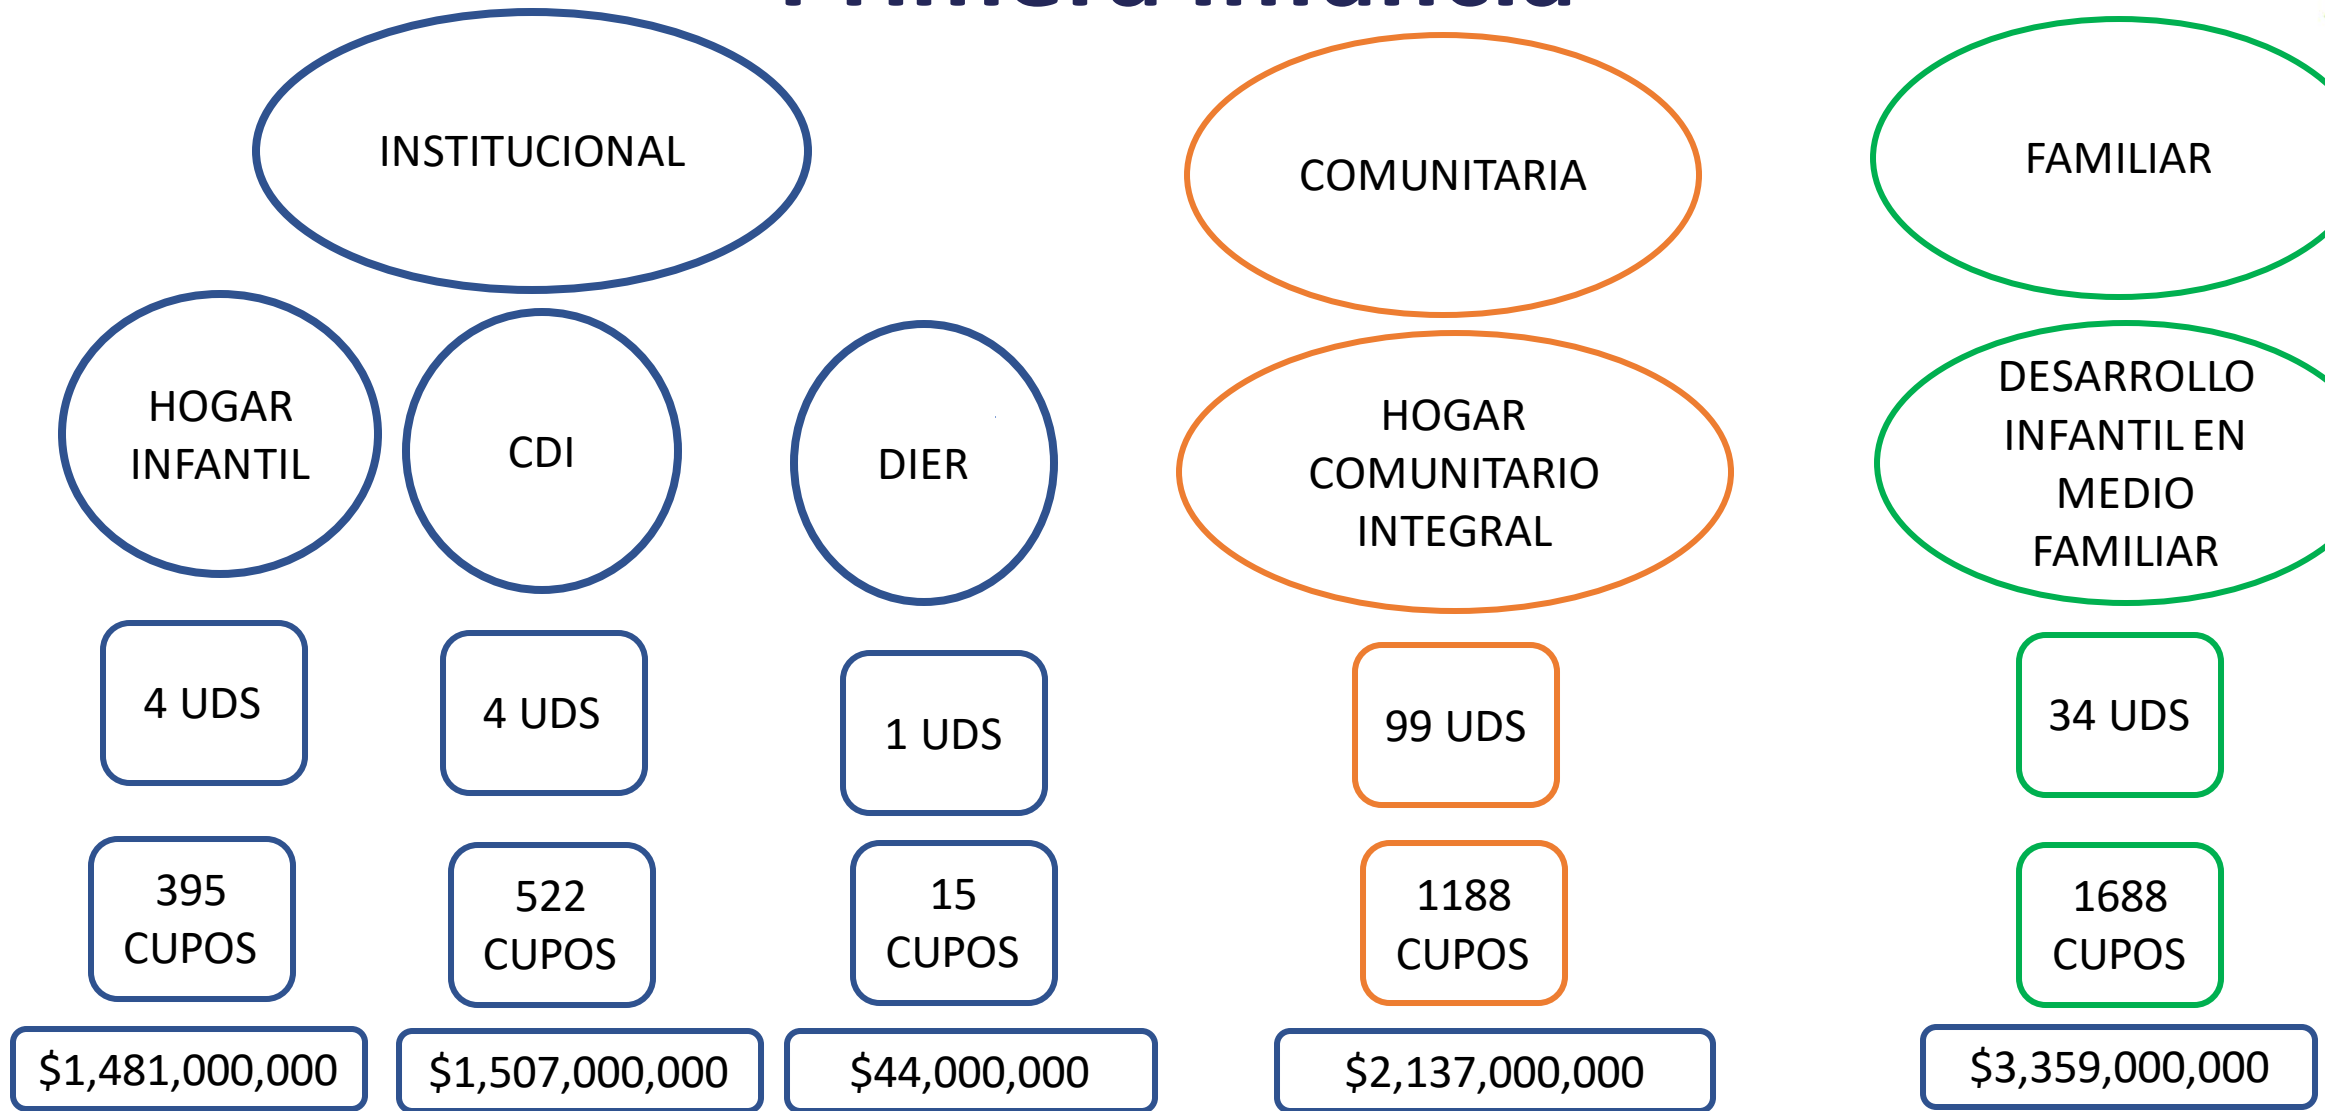 Primera Infancia
INSTITUCIONAL
COMUNITARIA
FAMILIAR
HOGAR
INFANTIL
CDI
DIER
HOGAR
COMUNITARIO
INTEGRAL
DESARROLLO
INFANTIL EN
MEDIO
FAMILIAR
4 UDS
4 UDS
1 UDS
99 UDS
34 UDS
395
CUPOS
522
CUPOS
15
CUPOS
1188
CUPOS
1688
CUPOS
$1,481,000,000
$1,507,000,000
$44,000,000
$2,137,000,000
$3,359,000,000